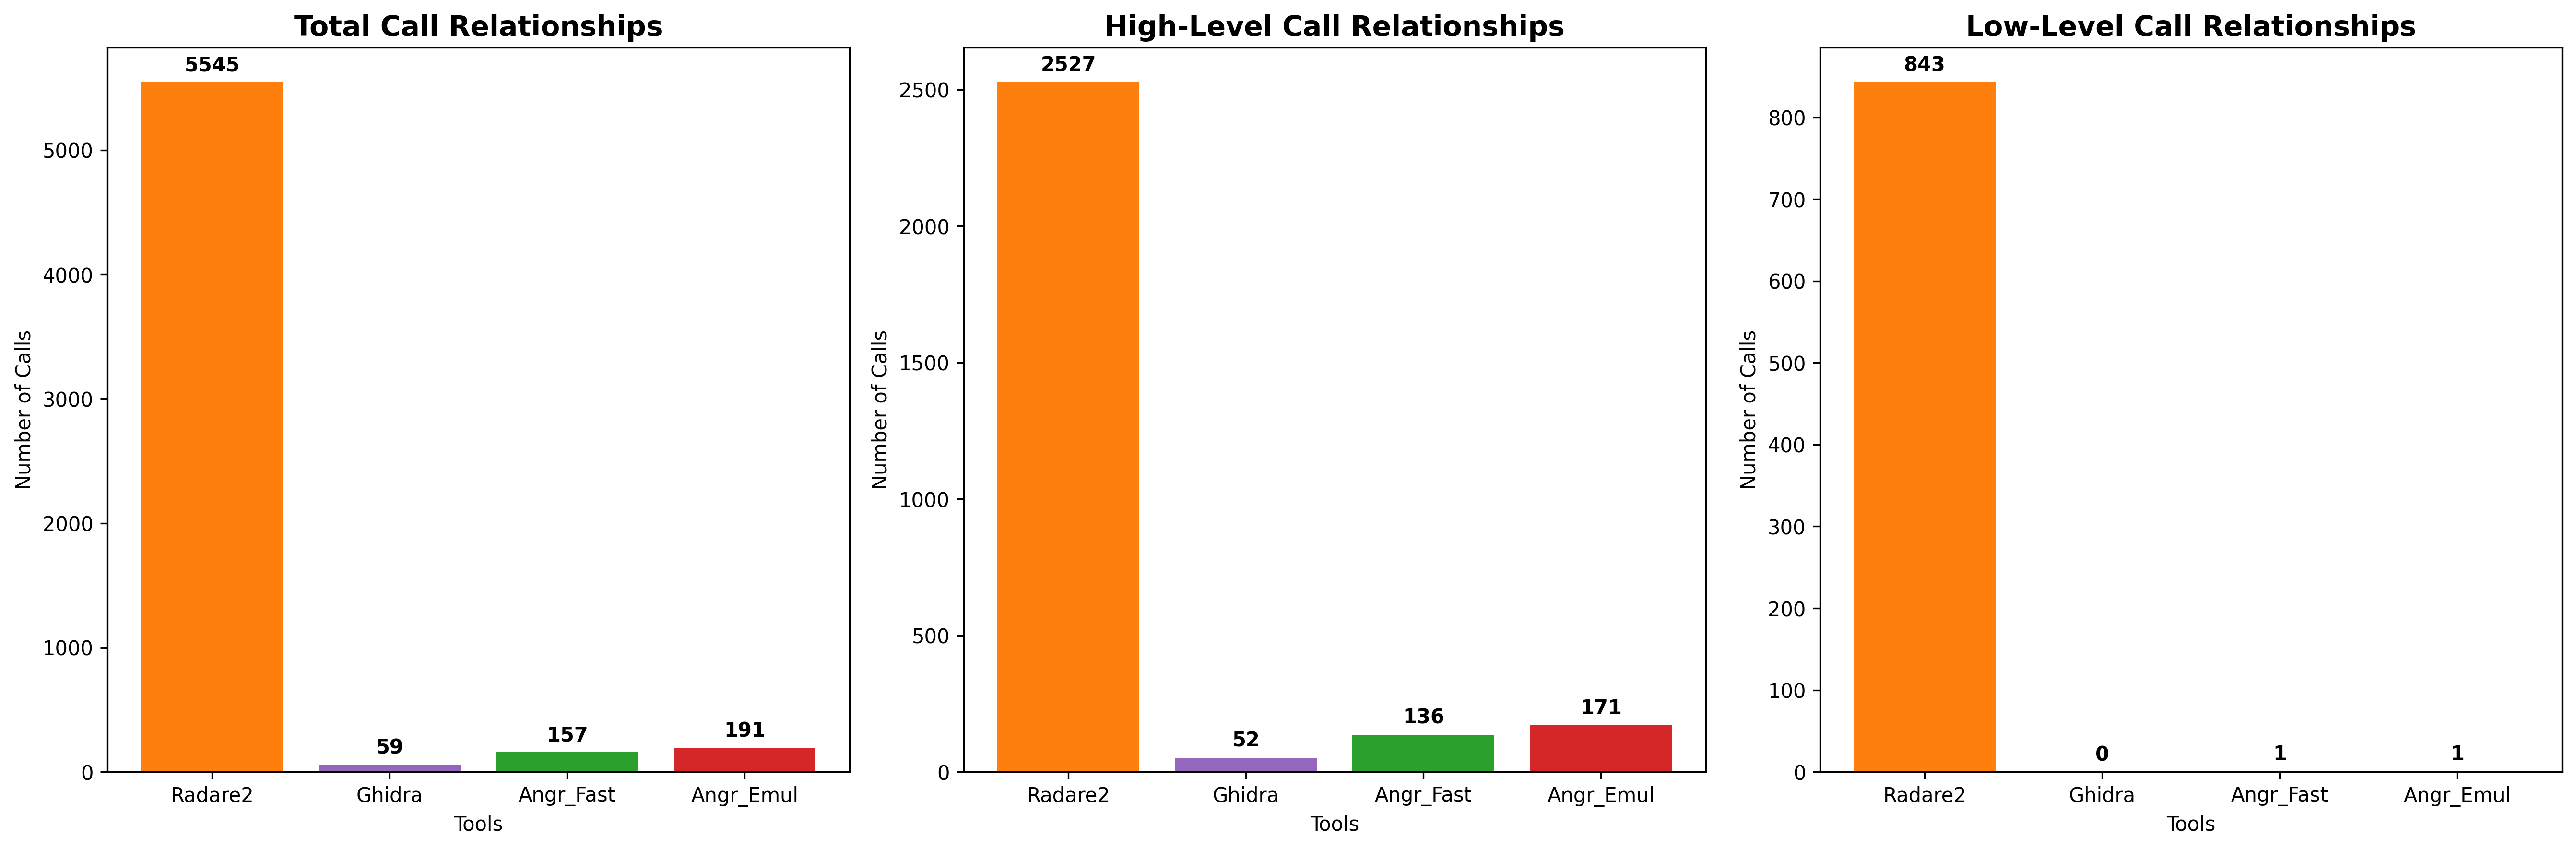 Total Call Relationships
5545
59
157
191
5000
4000
3000
2000
1000
0
Number of Calls
Radare2 Ghidra Angr_Fast Angr_Emul
Tools
High-Level Call Relationships
2527
52
136
171
2500
2000
1500
1000
500
0
Number of Calls
Radare2 Ghidra Angr_Fast Angr_Emul
Tools
Low-Level Call Relationships
843
0
1
1
800
700
600
500
400
300
200
100
0
Number of Calls
Radare2 Ghidra Angr_Fast Angr_Emul
Tools